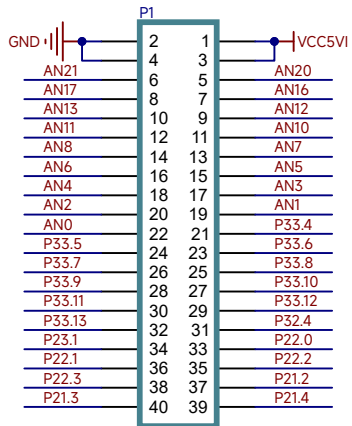 P1
GND 2 1 VCC5VI
4 3
AN21 6 5 AN20
AN17 8 7 AN16
AN13 10 9 AN12
AN11 12 11 AN10
AN8 14 13 AN7
AN6 16 15 AN5
AN4 18 17 AN3
AN2 20 19 AN1
AN0 22 21 P33.4
P33.5 24 23 P33.6
P33.7 26 25 P33.8
P33.9 28 27 P33.10
P33.11 30 29 P33.12
P33.13 32 31 P32.4
P23.1 34 33 P22.0
P22.1 36 35 P22.2
P22.3 38 37 P21.2
P21.3 40 39 P21.4